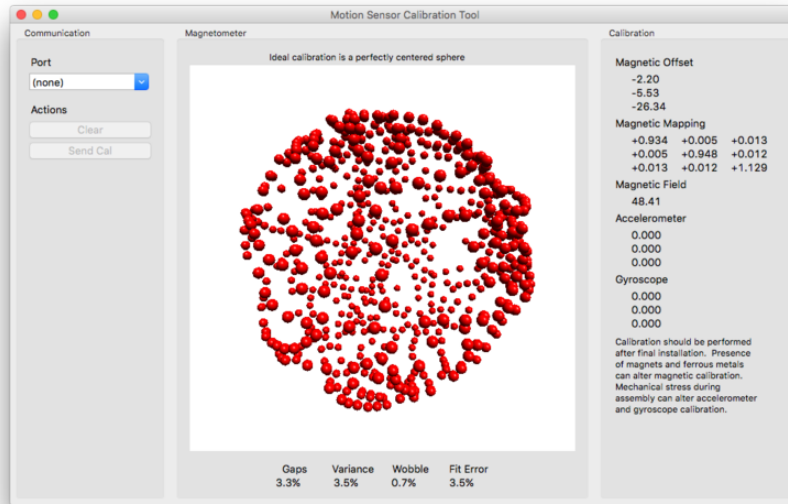 Motion Sensor Calibration Tool
Communication
Port
(none)
Actions
Clear
Send Cal
Magnetometer
Ideal calibration is a perfectly centered sphere
Gaps Variance Wobble Fit Error
3.3% 3.5% 0.7% 3.5%
Calibration
Magnetic Offset
-2.20
-5.53
-26.34
Magnetic Mapping
+0.934 +0.005 +0.013
+0.005 +0.948 +0.012
+0.013 +0.012 +1.129
Magnetic Field
48.41
Accelerometer
0.000
0.000
0.000
Gyroscope
0.000
0.000
0.000
Calibration should be performed
after final installation. Presence
of magnets and ferrous metals
can alter magnetic calibration.
Mechanical stress during
assembly can alter accelerometer
and gyroscope calibration.